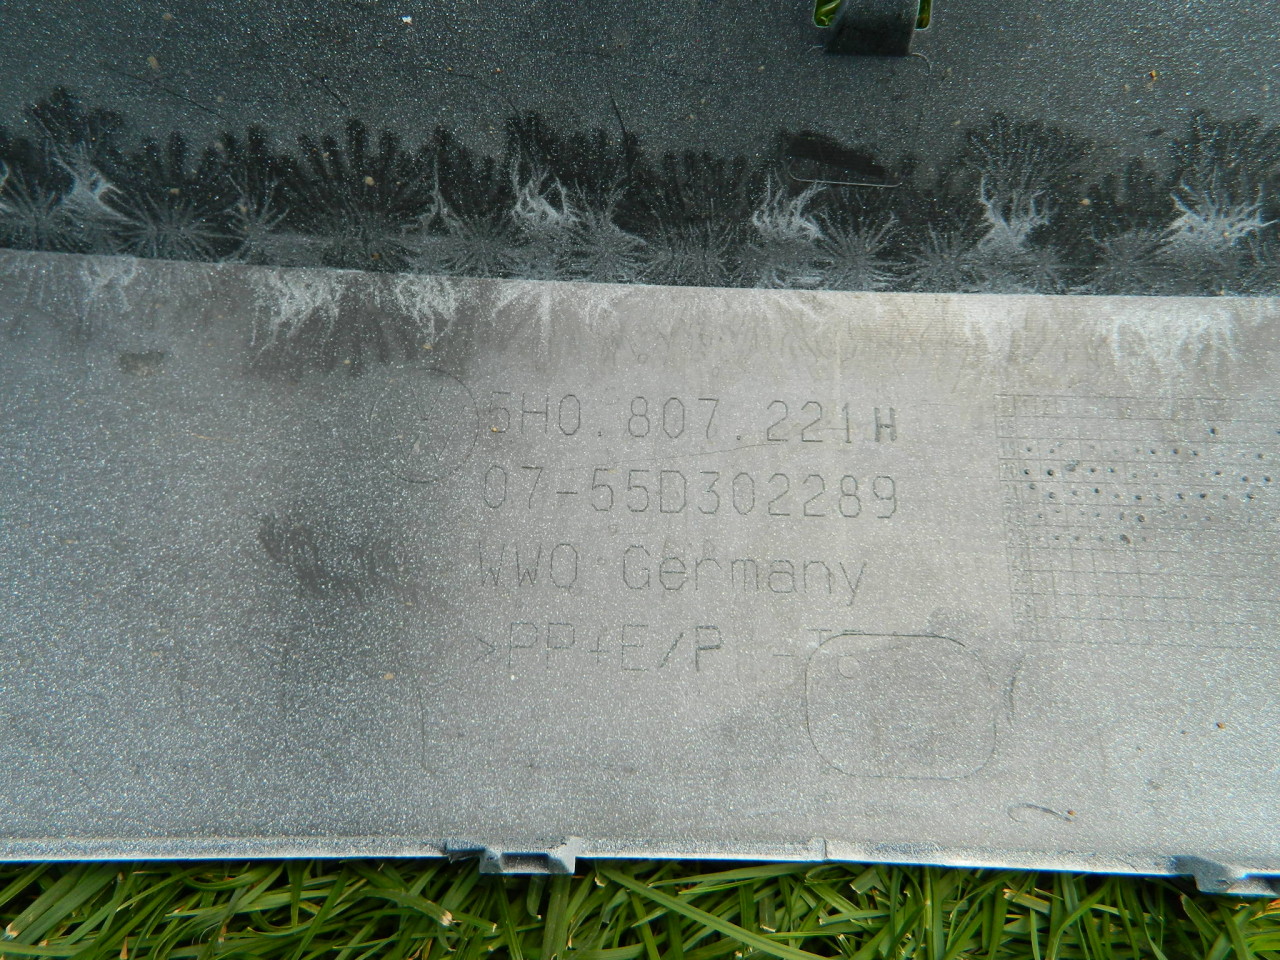 5H0.807.221H
07-55D302289
WWQ Germany
>PP+E/P